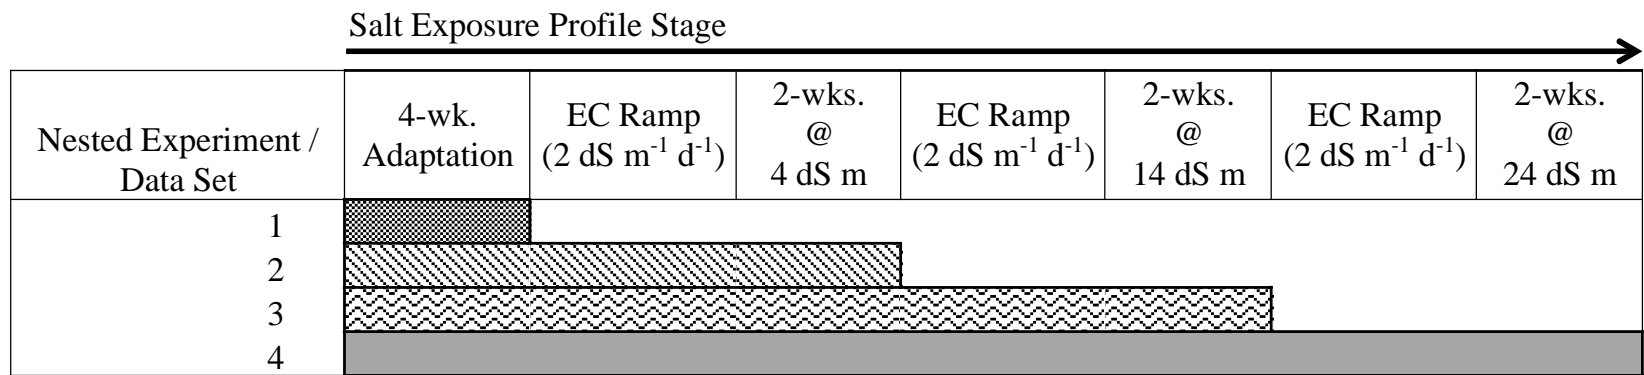 Salt Exposure Profile Stage
Nested Experiment /
Data Set
4-wk.
Adaptation
EC Ramp
(2 dS m-1 d-1)
2-wks.
@
4 dS m
EC Ramp
(2 dS m-1 d-1)
2-wks.
@
14 dS m
EC Ramp
(2 dS m-1 d-1)
2-wks.
@
24 dS m
1
2
3
4